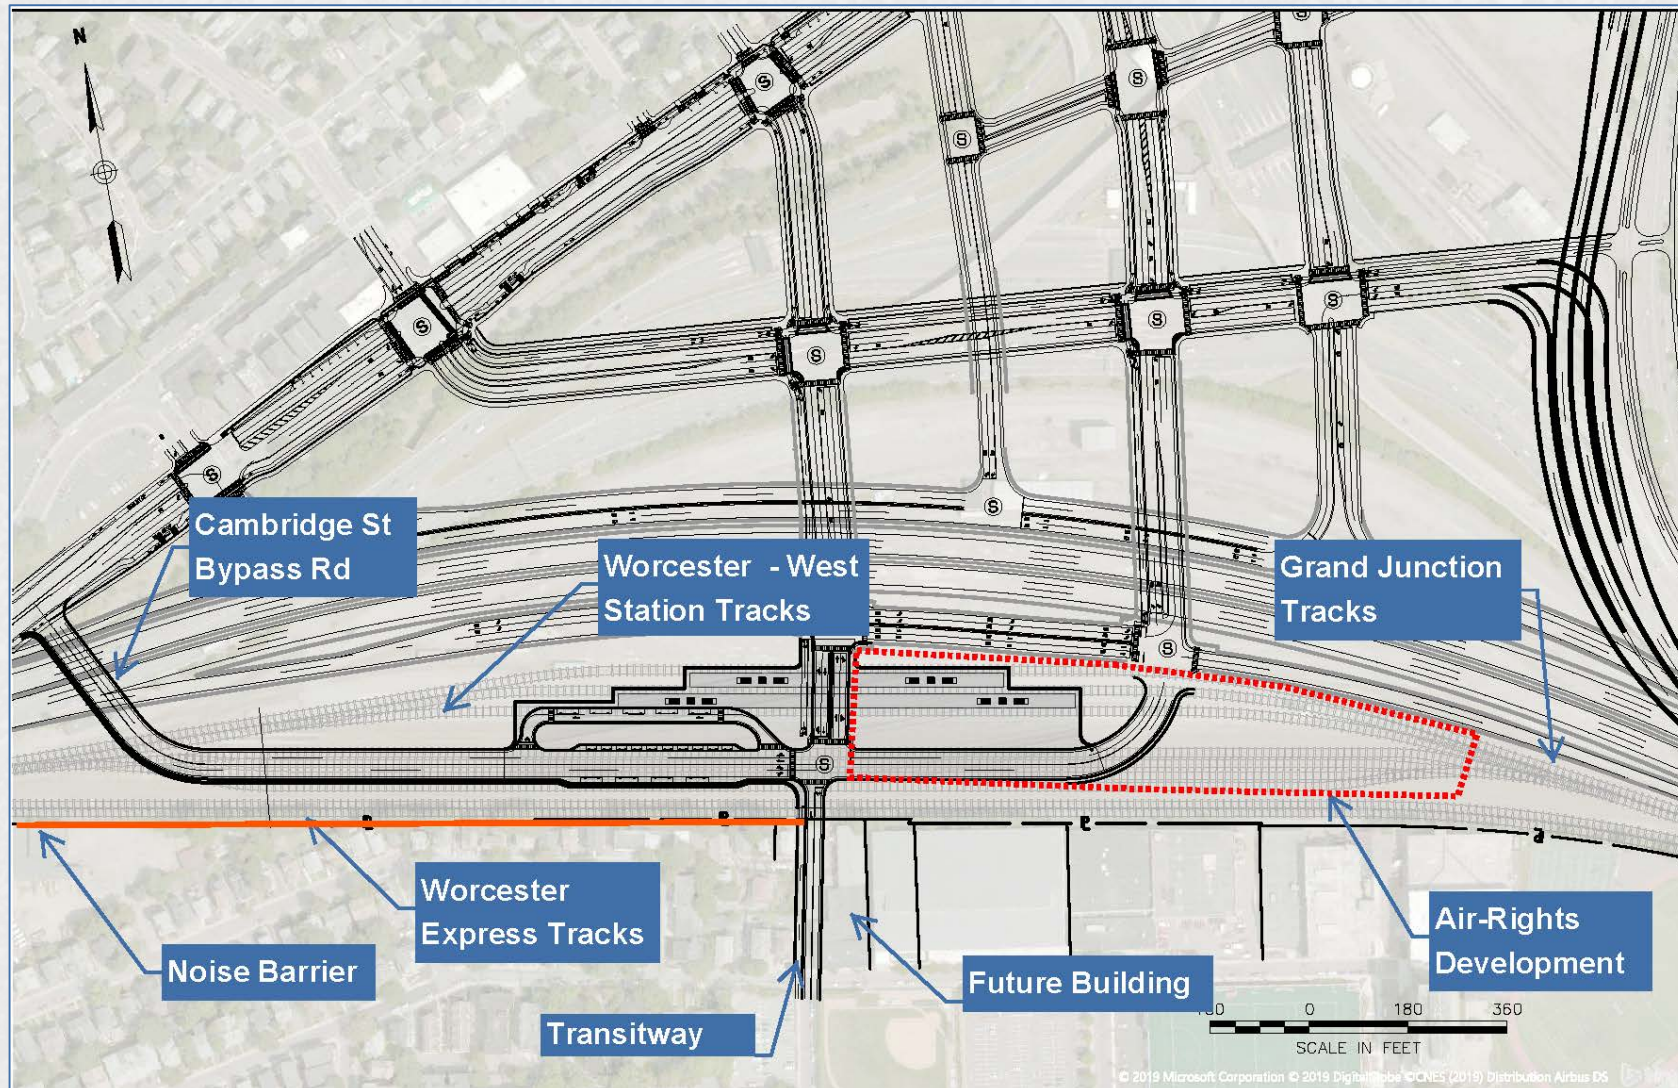 N
S
S
S
S
S
S
S
S
S
Cambridge St
Bypass Rd
Worcester - West
Station Tracks
Grand Junction
Tracks
S
S
S
Worcester
Express Tracks
Noise Barrier
Transitway
Future Building
Air-Rights
Development
180 0 180 360
SCALE IN FEET
© 2019 Microsoft Corporation © 2019 DigitalGlobe ©CNES (2019) Distribution Airbus DS